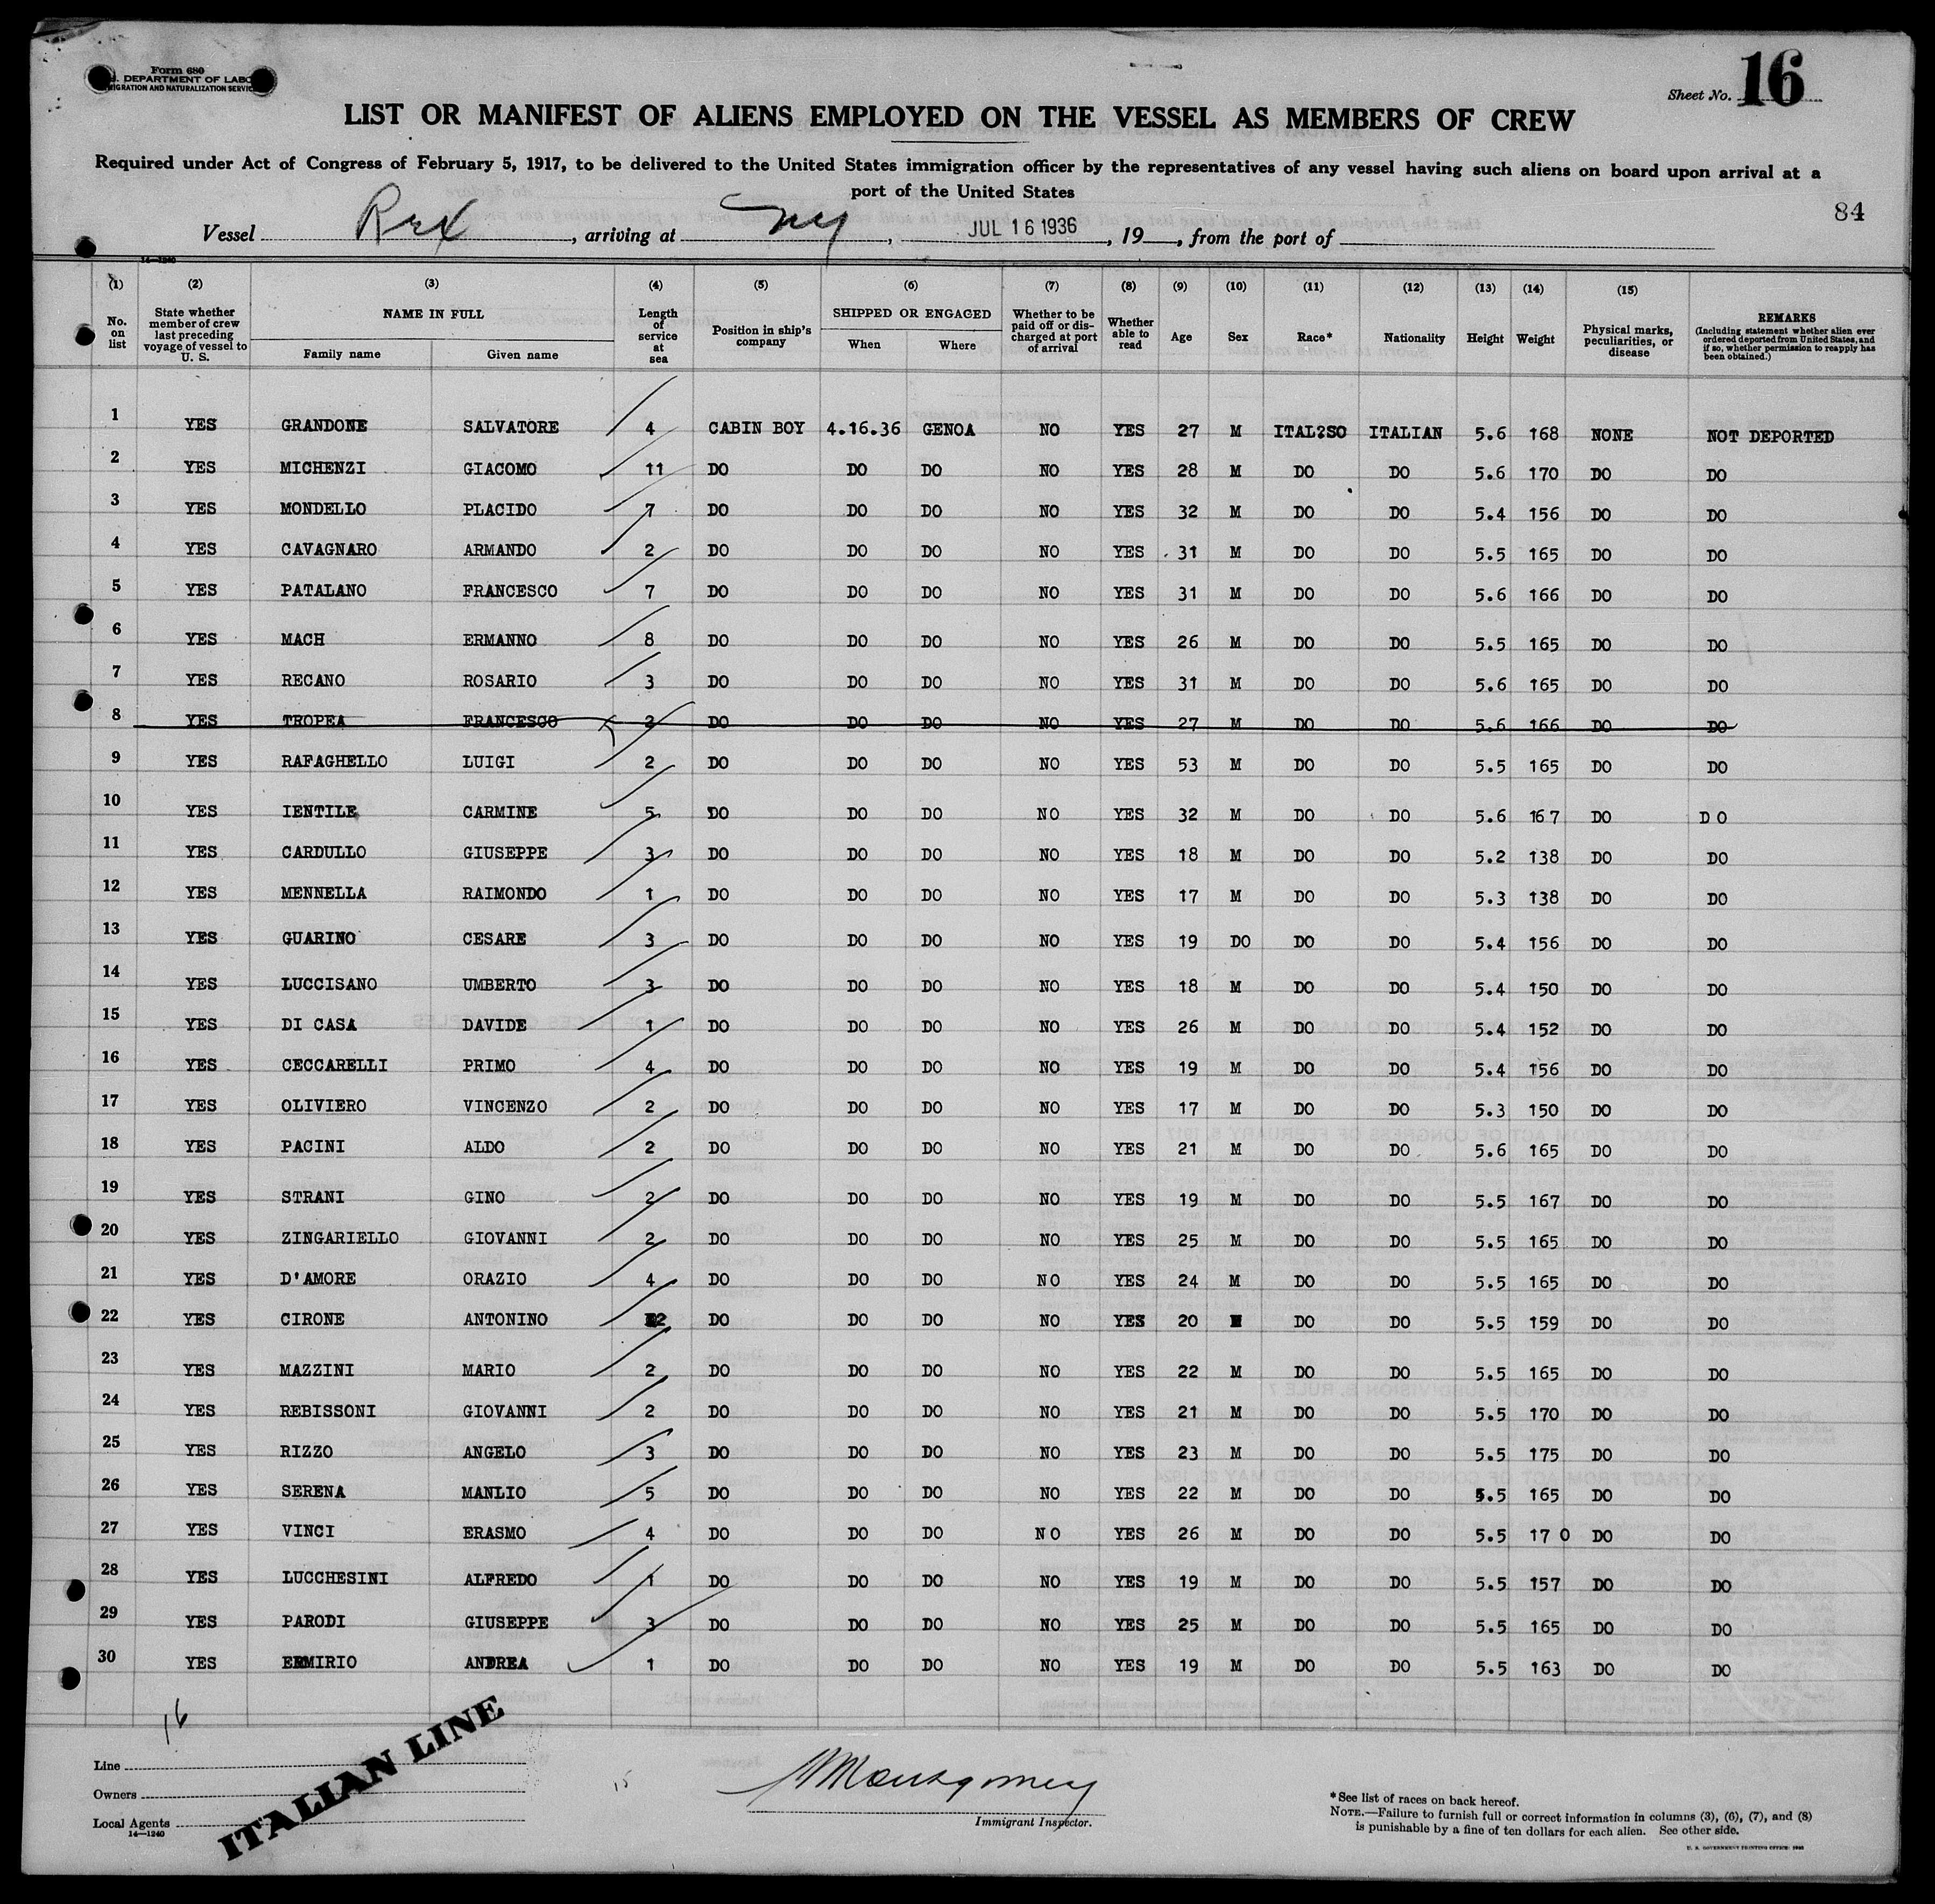 Form 680
U. S. DEPARTMENT OF LABOR
IMMIGRATION AND NATURALIZATION SERVICE
Sheet No. 16
LIST OR MANIFEST OF ALIENS EMPLOYED ON THE VESSEL AS MEMBERS OF CREW
Required under Act of Congress of February 5, 1917, to be delivered to the United States immigration officer by the representatives of any vessel having such aliens on board upon arrival at a
port of the United States
84
Vessel Rex, arriving at NY, JUL 16 1936, 19__, from the port of
14—1240
(1) (2) (3) (4) (5) (6) (7) (8) (9) (10) (11) (12) (13) (14) (15)
No. on list | State whether member of crew last preceding voyage of vessel to U. S. | NAME IN FULL Family name Given name | Length of service at sea | Position in ship's company | SHIPPED OR ENGAGED When Where | Whether to be paid off or discharged at port of arrival | Whether able to read | Age | Sex | Race* | Nationality | Height | Weight | Physical marks, peculiarities, or disease | REMARKS (Including statement whether alien ever ordered deported from United States, and if so, whether permission to reapply has been obtained.)
1 YES GRANDONE SALVATORE 4 CABIN BOY 4.16.36 GENOA NO YES 27 M ITAL?SO ITALIAN 5.6 168 NONE NOT DEPORTED
2 YES MICHENZI GIACOMO 11 DO DO DO NO YES 28 M DO DO 5.6 170 DO DO
3 YES MONDELLO PLACIDO 7 DO DO DO NO YES 32 M DO DO 5.4 156 DO DO
4 YES CAVAGNARO ARMANDO 2 DO DO DO NO YES 31 M DO DO 5.5 165 DO DO
5 YES PATALANO FRANCESCO 7 DO DO DO NO YES 31 M DO DO 5.6 166 DO DO
6 YES MACH ERMANNO 8 DO DO DO NO YES 26 M DO DO 5.5 165 DO DO
7 YES RECANO ROSARIO 3 DO DO DO NO YES 31 M DO DO 5.6 165 DO DO
8 YES TROPEA FRANCESCO 2 DO DO DO NO YES 27 M DO DO 5.6 166 DO DO
9 YES RAFAGHELLO LUIGI 2 DO DO DO NO YES 53 M DO DO 5.5 165 DO DO
10 YES IENTILE CARMINE 5 DO DO DO NO YES 32 M DO DO 5.6 167 DO DO
11 YES CARDULLO GIUSEPPE 3 DO DO DO NO YES 18 M DO DO 5.2 138 DO DO
12 YES MENNELLA RAIMONDO 1 DO DO DO NO YES 17 M DO DO 5.3 138 DO DO
13 YES GUARINO CESARE 3 DO DO DO NO YES 19 DO DO DO 5.4 156 DO DO
14 YES LUCCISANO UMBERTO 3 DO DO DO NO YES 18 M DO DO 5.4 150 DO DO
15 YES DI CASA DAVIDE 1 DO DO DO NO YES 26 M DO DO 5.4 152 DO DO
16 YES CECCARELLI PRIMO 4 DO DO DO NO YES 19 M DO DO 5.4 156 DO DO
17 YES OLIVIERO VINCENZO 2 DO DO DO NO YES 17 M DO DO 5.3 150 DO DO
18 YES PACINI ALDO 2 DO DO DO NO YES 21 M DO DO 5.6 165 DO DO
19 YES STRANI GINO 2 DO DO DO NO YES 19 M DO DO 5.5 167 DO DO
20 YES ZINGARIELLO GIOVANNI 2 DO DO DO NO YES 25 M DO DO 5.5 165 DO DO
21 YES D'AMORE ORAZIO 4 DO DO DO NO YES 24 M DO DO 5.5 165 DO DO
22 YES CIRONE ANTONINO 2 DO DO DO NO YES 20 M DO DO 5.5 159 DO DO
23 YES MAZZINI MARIO 2 DO DO DO NO YES 22 M DO DO 5.5 165 DO DO
24 YES REBISSONI GIOVANNI 2 DO DO DO NO YES 21 M DO DO 5.5 170 DO DO
25 YES RIZZO ANGELO 3 DO DO DO NO YES 23 M DO DO 5.5 175 DO DO
26 YES SERENA MANLIO 5 DO DO DO NO YES 22 M DO DO 5.5 165 DO DO
27 YES VINCI ERASMO 4 DO DO DO NO YES 26 M DO DO 5.5 170 DO DO
28 YES LUCCHESINI ALFREDO 1 DO DO DO NO YES 19 M DO DO 5.5 157 DO DO
29 YES PARODI GIUSEPPE 3 DO DO DO NO YES 25 M DO DO 5.5 165 DO DO
30 YES ERMIRIO ANDREA 1 DO DO DO NO YES 19 M DO DO 5.5 163 DO DO
16
Line
Owners
Local Agents
14—1240
ITALIAN LINE
15
Montgomery
Immigrant Inspector.
*See list of races on back hereof.
NOTE.—Failure to furnish full or correct information in columns (3), (6), (7), and (8)
is punishable by a fine of ten dollars for each alien. See other side.
U. S. GOVERNMENT PRINTING OFFICE: